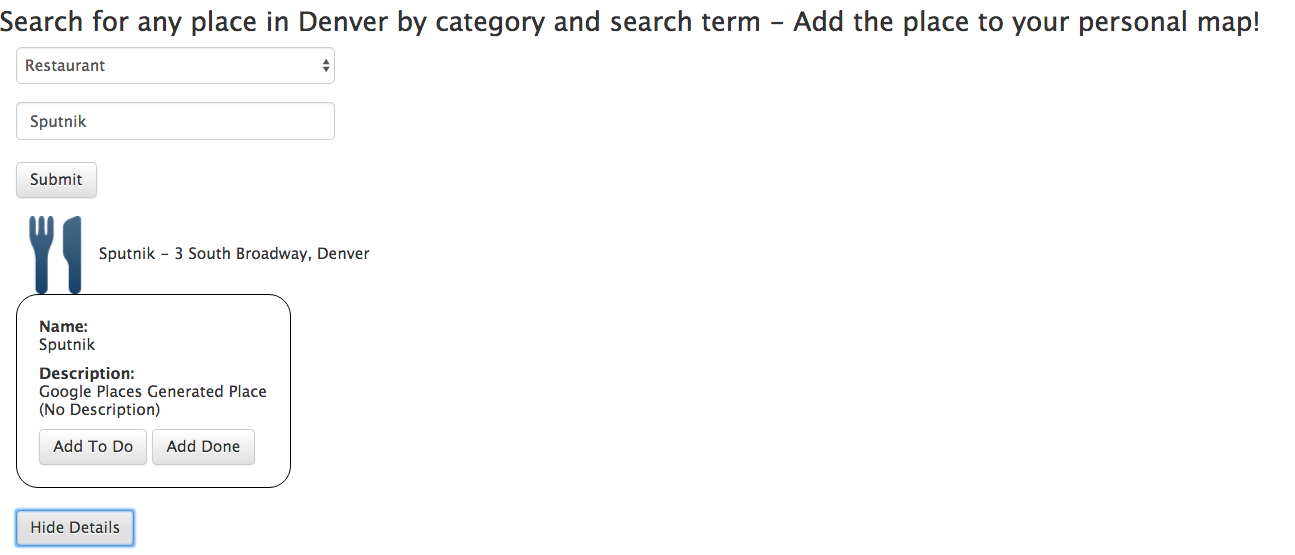 Search for any place in Denver by category and search term – Add the place to your personal map!
Restaurant
Sputnik
Submit
Sputnik – 3 South Broadway, Denver
Name:
Sputnik
Description:
Google Places Generated Place
(No Description)
Add To Do Add Done
Hide Details